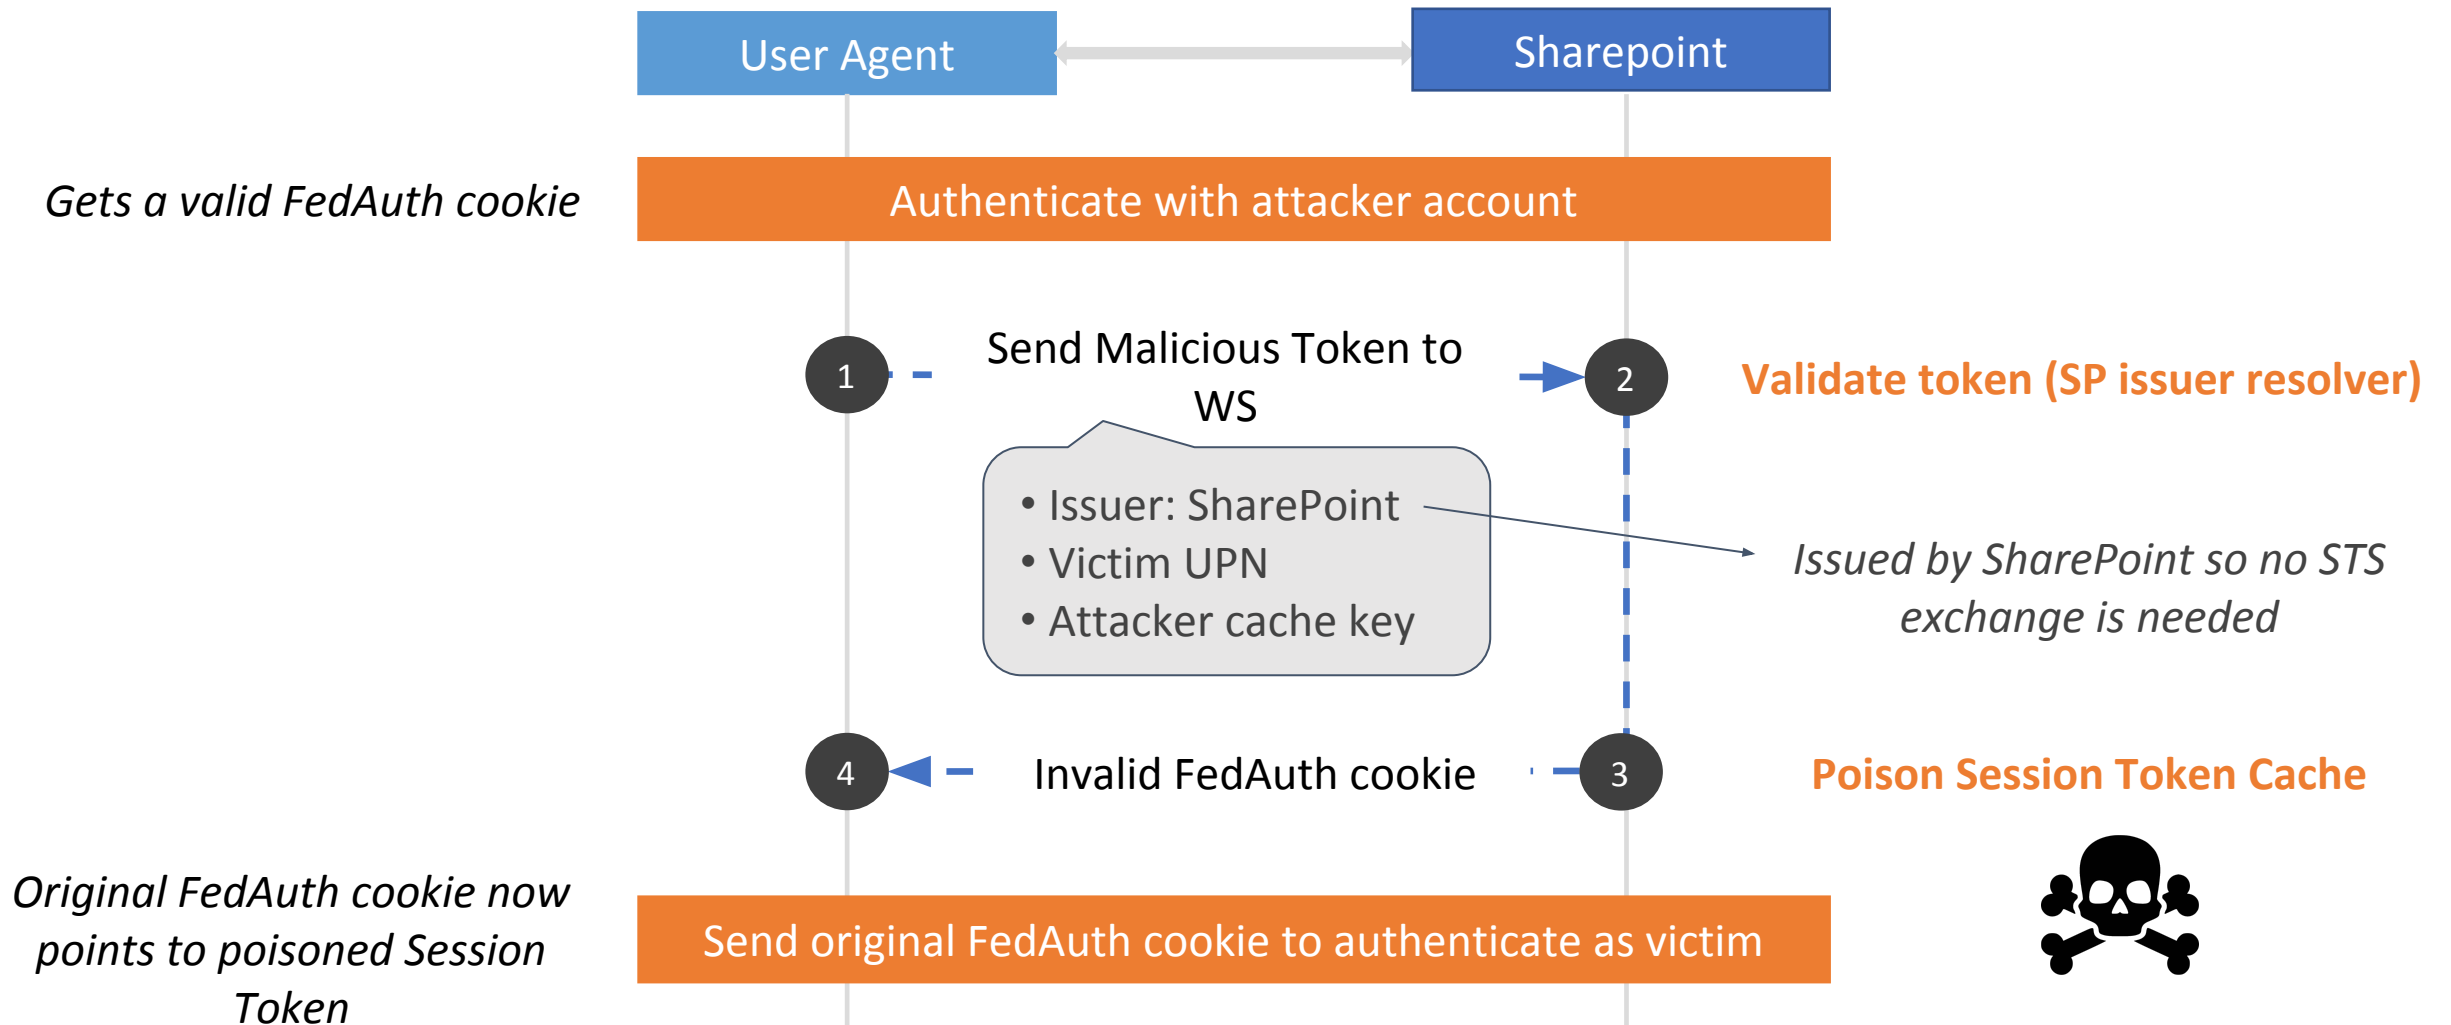 User Agent
Sharepoint
Gets a valid FedAuth cookie
Authenticate with attacker account
1
Send Malicious Token to
WS
2
Validate token (SP issuer resolver)
• Issuer: SharePoint
• Victim UPN
• Attacker cache key
Issued by SharePoint so no STS
exchange is needed
4
Invalid FedAuth cookie
3
Poison Session Token Cache
Original FedAuth cookie now
points to poisoned Session
Token
Send original FedAuth cookie to authenticate as victim